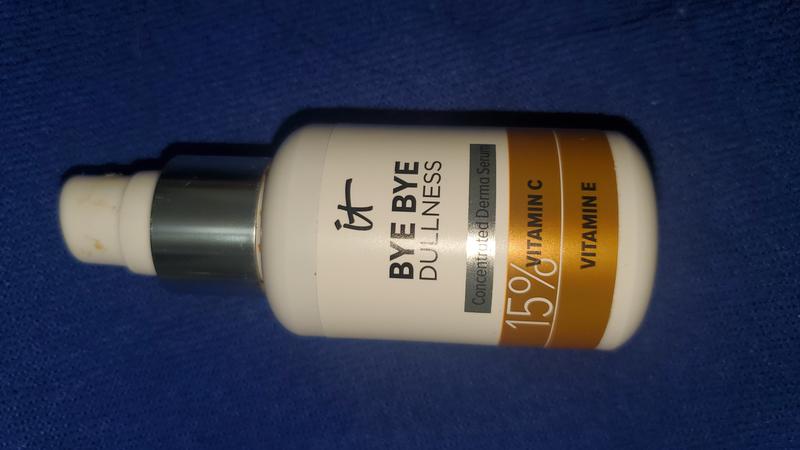 it
BYE BYE
DULLNESS
Concentrated Derma Serum
15% VITAMIN C
VITAMIN E